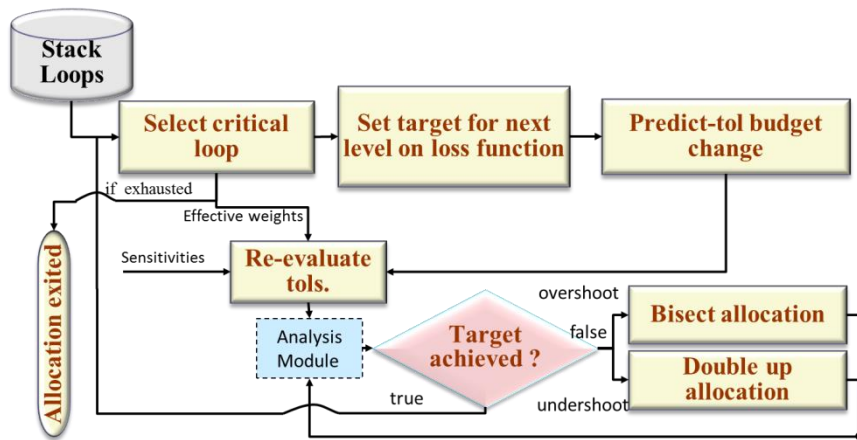 Stack
Loops
Select critical
loop
Set target for next
level on loss function
Predict-tol budget
change
if exhausted
Effective weights
Sensitivities
Re-evaluate
tols.
Allocation exited
Analysis
Module
Target
achieved ?
overshoot
false
undershoot
true
Bisect allocation
Double up
allocation